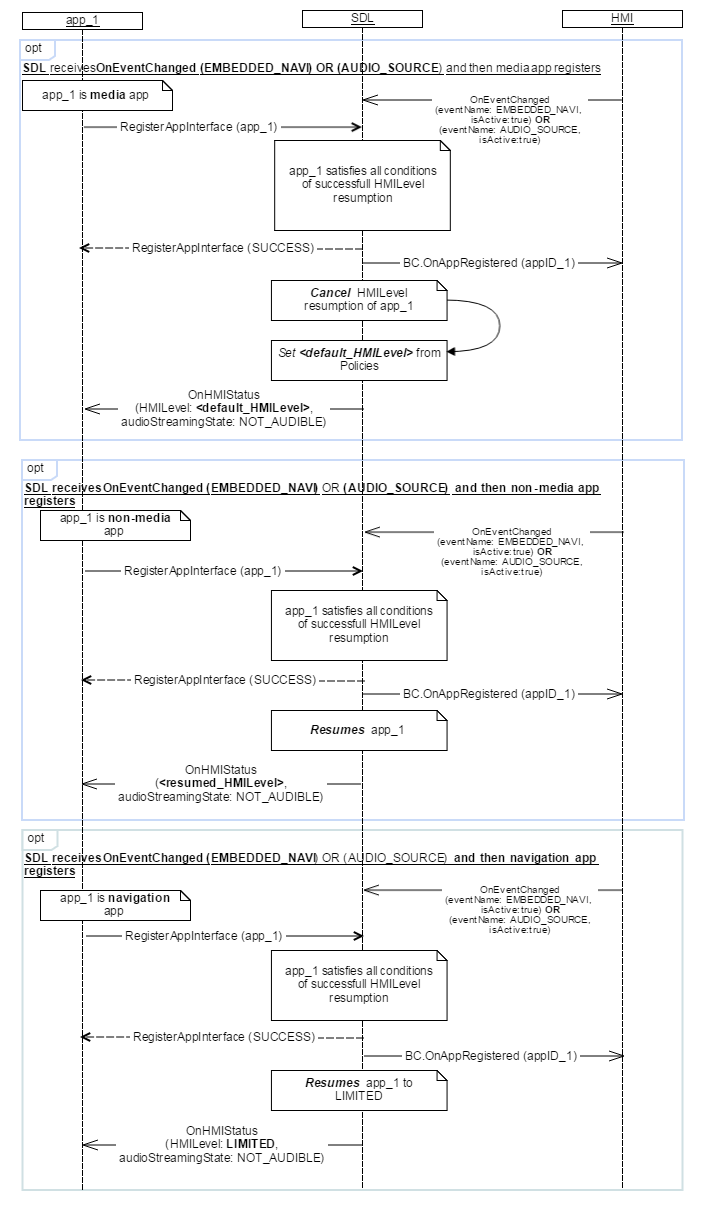 app_1
SDL
HMI
opt
SDL receives OnEventChanged (EMBEDDED_NAVI) OR (AUDIO_SOURCE) and then media app registers
app_1 is media app
OnEventChanged
(eventName: EMBEDDED_NAVI,
isActive:true) OR
(eventName: AUDIO_SOURCE,
isActive:true)
RegisterAppInterface (app_1)
app_1 satisfies all conditions
of successfull HMILevel
resumption
RegisterAppInterface (SUCCESS)
BC.OnAppRegistered (appID_1)
Cancel HMILevel
resumption of app_1
Set <default_HMILevel> from
Policies
OnHMIStatus
(HMILevel: <default_HMILevel>,
audioStreamingState: NOT_AUDIBLE)
opt
SDL receives OnEventChanged (EMBEDDED_NAVI) OR (AUDIO_SOURCE) and then non-media app
registers
app_1 is non-media
app
OnEventChanged
(eventName: EMBEDDED_NAVI,
isActive:true) OR
(eventName: AUDIO_SOURCE,
isActive:true)
RegisterAppInterface (app_1)
app_1 satisfies all conditions
of successfull HMILevel
resumption
RegisterAppInterface (SUCCESS)
BC.OnAppRegistered (appID_1)
Resumes app_1
OnHMIStatus
(<resumed_HMILevel>,
audioStreamingState: NOT_AUDIBLE)
opt
SDL receives OnEventChanged (EMBEDDED_NAVI) OR (AUDIO_SOURCE) and then navigation app
registers
app_1 is navigation
app
OnEventChanged
(eventName: EMBEDDED_NAVI,
isActive:true) OR
(eventName: AUDIO_SOURCE,
isActive:true)
RegisterAppInterface (app_1)
app_1 satisfies all conditions
of successfull HMILevel
resumption
RegisterAppInterface (SUCCESS)
BC.OnAppRegistered (appID_1)
Resumes app_1 to
LIMITED
OnHMIStatus
(HMILevel: LIMITED,
audioStreamingState: NOT_AUDIBLE)